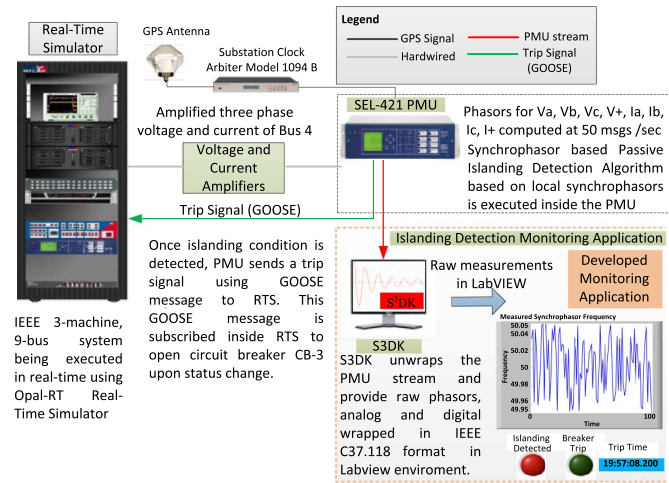 Real-Time
Simulator
GPS Antenna
Substation Clock
Arbiter Model 1094 B
Legend
GPS Signal
PMU stream
Hardwired
Trip Signal
(GOOSE)
Amplified three phase
voltage and current of Bus 4
Voltage and
Current
Amplifiers
SEL-421 PMU
Phasors for Va, Vb, Vc, V+, Ia, Ib,
Ic, I+ computed at 50 msgs /sec
Synchrophasor based Passive
Islanding Detection Algorithm
based on local synchrophasors
is executed inside the PMU
Trip Signal (GOOSE)
Once islanding condition is
detected, PMU sends a trip
signal using GOOSE
message to RTS. This
GOOSE message is
subscribed inside RTS to
open circuit breaker CB-3
upon status change.
IEEE 3-machine,
9-bus system
being executed
in real-time using
Opal-RT Real-
Time Simulator
Islanding Detection Monitoring Application
S³DK
S3DK
Raw measurements
in LabVIEW
Developed
Monitoring
Application
S3DK unwraps the
PMU stream and
provide raw phasors,
analog and digital
wrapped in IEEE
C37.118 format in
Labview enviroment.
Measured Synchrophasor Frequency
50.05
50.04
50.02
50
49.98
49.96
49.95
Frequency
0
100
Time
Islanding
Detected
Breaker
Trip
Trip Time
19:57:08.200